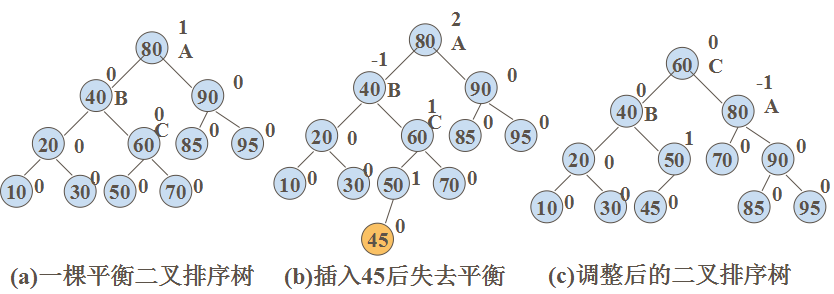 1
80 A
0 0
40 B 90
0
20 0 60 C 85 0 95 0
10 0 30 0 50 0 70 0
(a)一棵平衡二叉排序树
2
80 A
-1 0
40 B 90
1
20 0 60 C 85 0 95 0
10 0 30 0 50 1 70 0
45 0
(b)插入45后失去平衡
0
60 C
0 -1
40 B 80 A
20 0 50 1 70 0 90 0
10 0 30 0 45 0 85 0 95 0
(c)调整后的二叉排序树